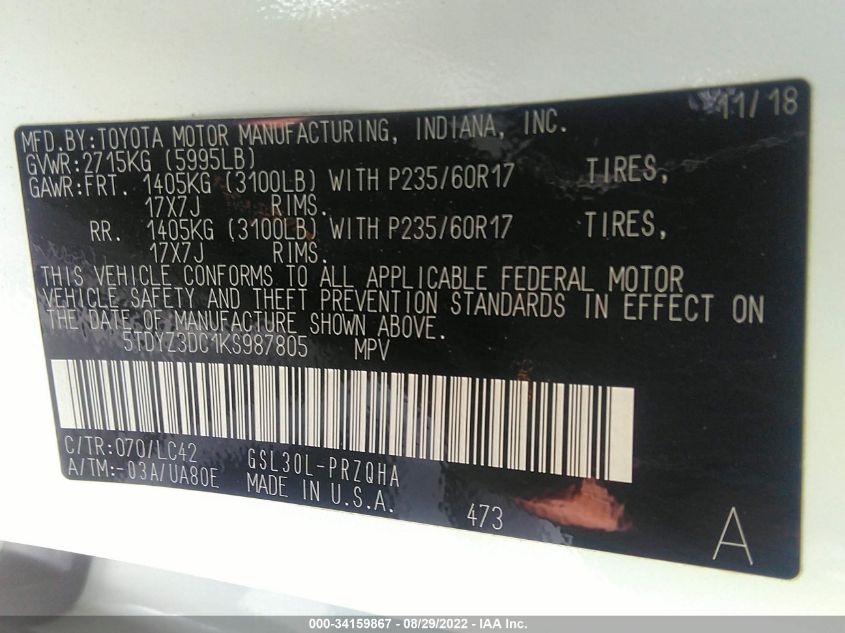 11/18
MFD.BY:TOYOTA MOTOR MANUFACTURING, INDIANA, INC.
GVWR:2715KG (5995LB)
GAWR:FRT. 1405KG (3100LB) WITH P235/60R17 TIRES,
17X7J RIMS.
RR. 1405KG (3100LB) WITH P235/60R17 TIRES,
17X7J RIMS.
THIS VEHICLE CONFORMS TO ALL APPLICABLE FEDERAL MOTOR
VEHICLE SAFETY AND THEFT PREVENTION STANDARDS IN EFFECT ON
THE DATE OF MANUFACTURE SHOWN ABOVE.
5TDYZ3DC1KS987805 MPV
C/TR:070/LC42 GSL30L-PRZQHA
A/TM:-03A/UA80E MADE IN U.S.A.
473
A
000-34159867 - 08/29/2022 - IAA Inc.